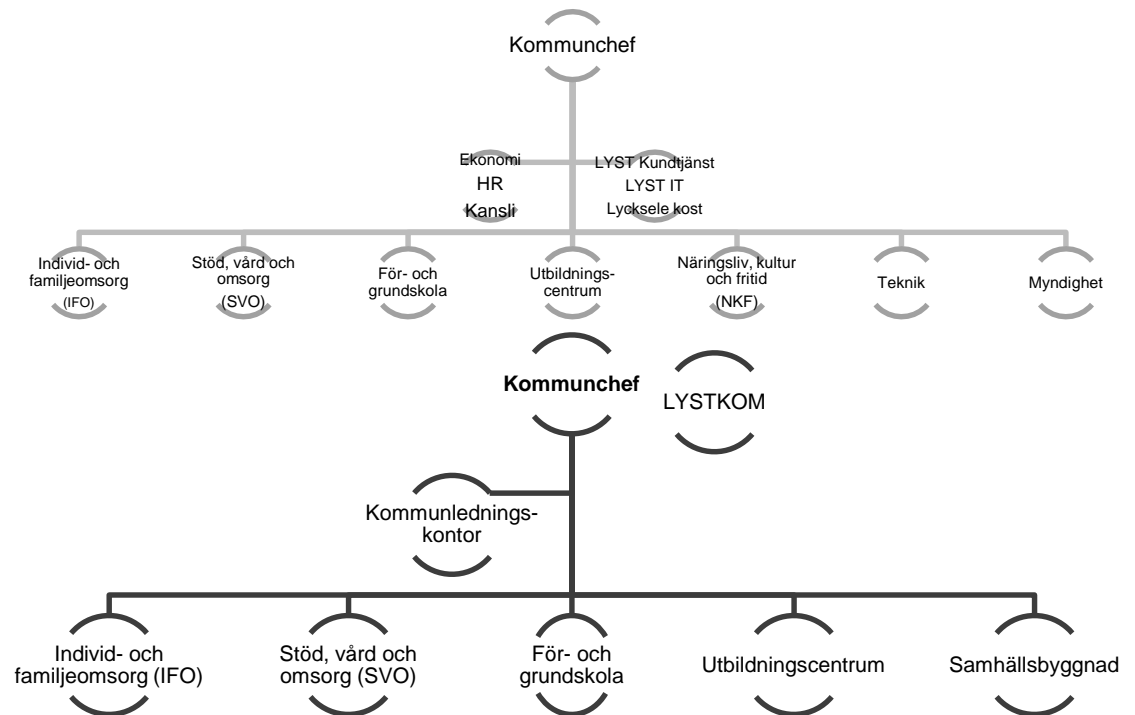 Kommunchef
Ekonomi
HR
Kansli
LYST Kundtjänst
LYST IT
Lycksele kost
Individ- och
familjeomsorg
(IFO)
Stöd, vård och
omsorg
(SVO)
För- och
grundskola
Utbildnings-
centrum
Näringsliv, kultur
och fritid
(NKF)
Teknik
Myndighet
Kommunchef
LYSTKOM
Kommunlednings-
kontor
Individ- och
familjeomsorg (IFO)
Stöd, vård och
omsorg (SVO)
För- och
grundskola
Utbildningscentrum
Samhällsbyggnad